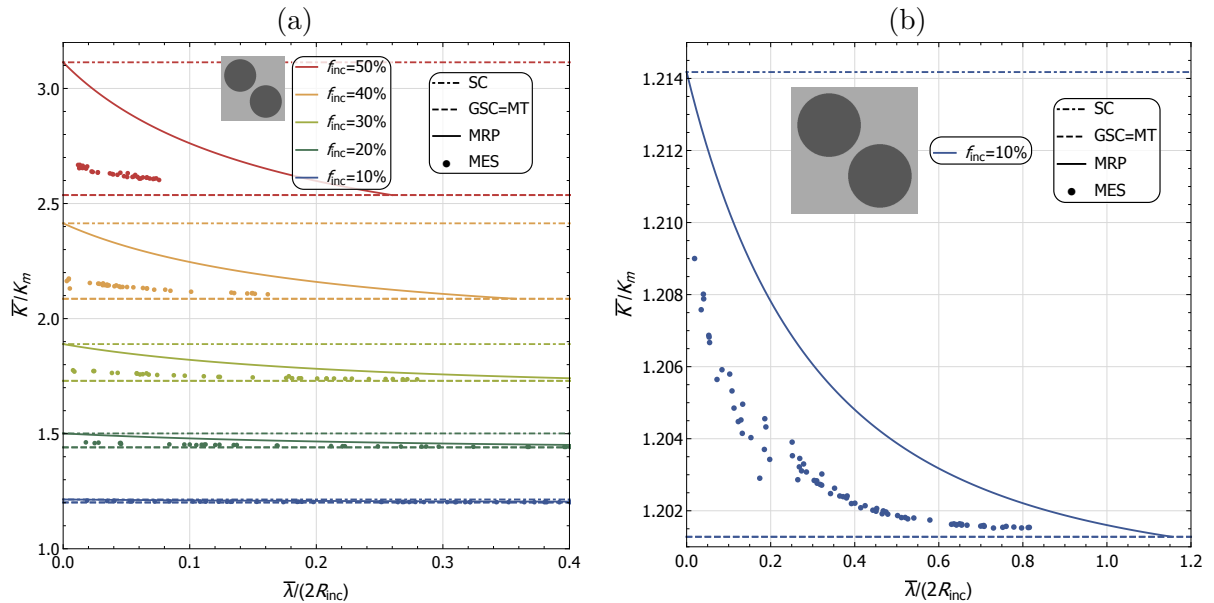 (a)
3.0
2.5
2.0
1.5
1.0
K̅/Kₘ
f_inc=50%
f_inc=40%
f_inc=30%
f_inc=20%
f_inc=10%
SC
GSC=MT
MRP
MES
0.0 0.1 0.2 0.3 0.4
λ̅/(2R_inc)
(b)
1.214
1.212
1.210
1.208
1.206
1.204
1.202
K̅/Kₘ
f_inc=10%
SC
GSC=MT
MRP
MES
0.0 0.2 0.4 0.6 0.8 1.0 1.2
λ̅/(2R_inc)